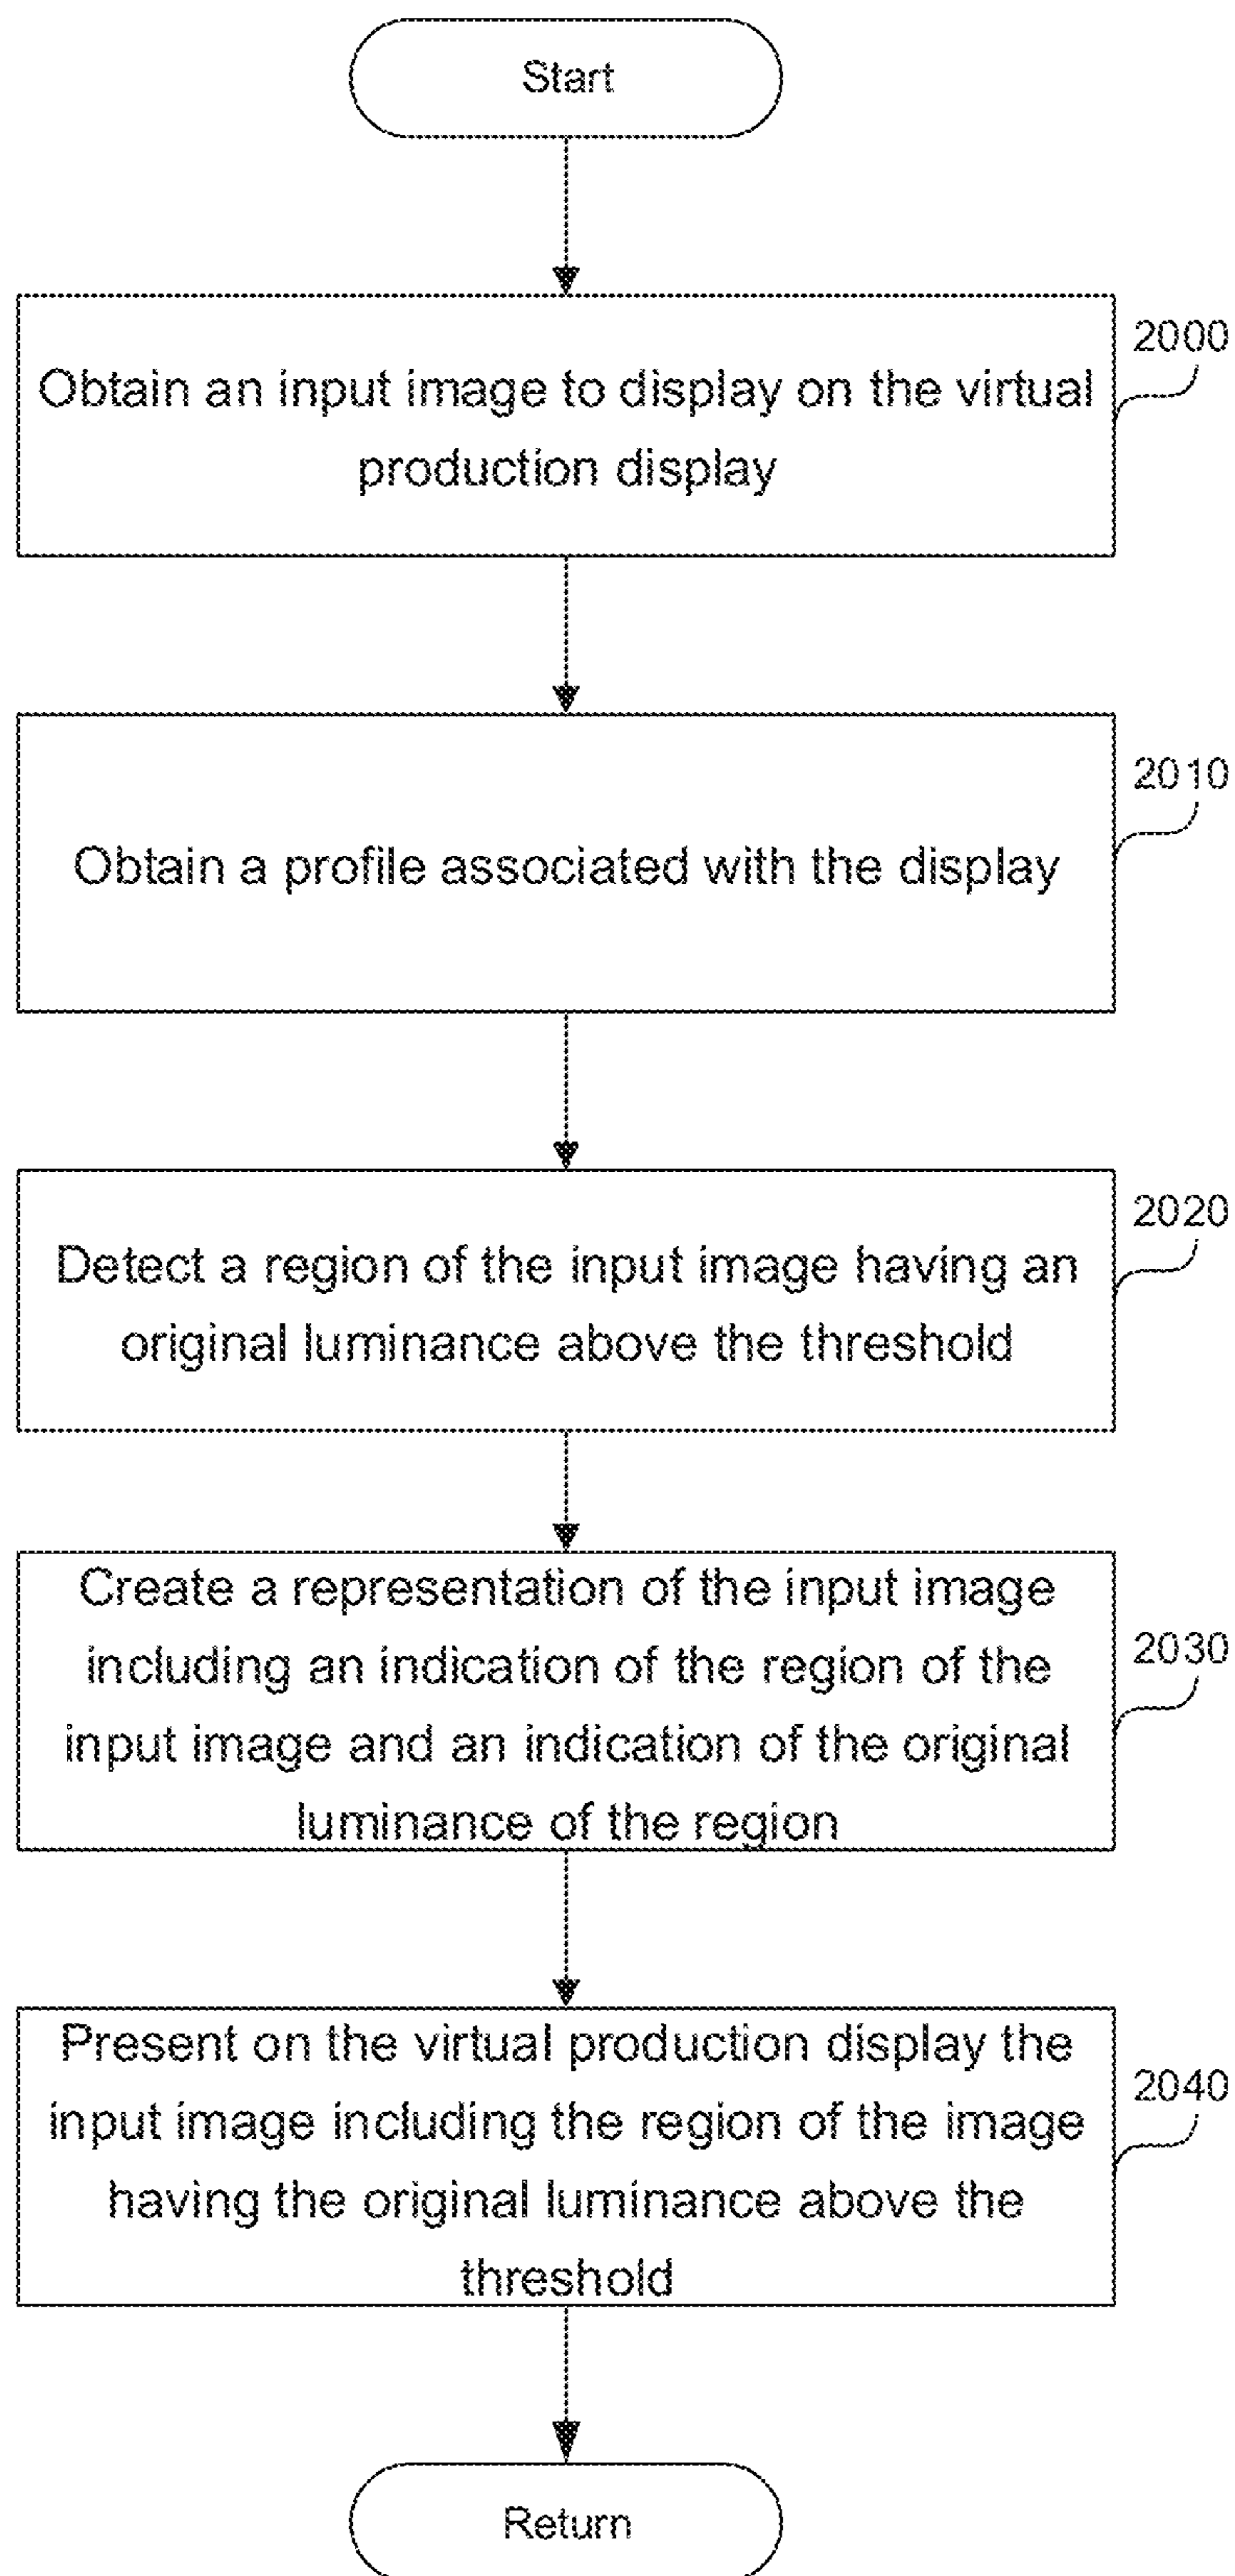 Start
2000
Obtain an input image to display on the virtual
production display
2010
Obtain a profile associated with the display
2020
Detect a region of the input image having an
original luminance above the threshold
Create a representation of the input image
2030
including an indication of the region of the
input image and an indication of the original
luminance of the region
Present on the virtual production display the
2040
input image including the region of the image
having the original luminance above the
threshold
Return